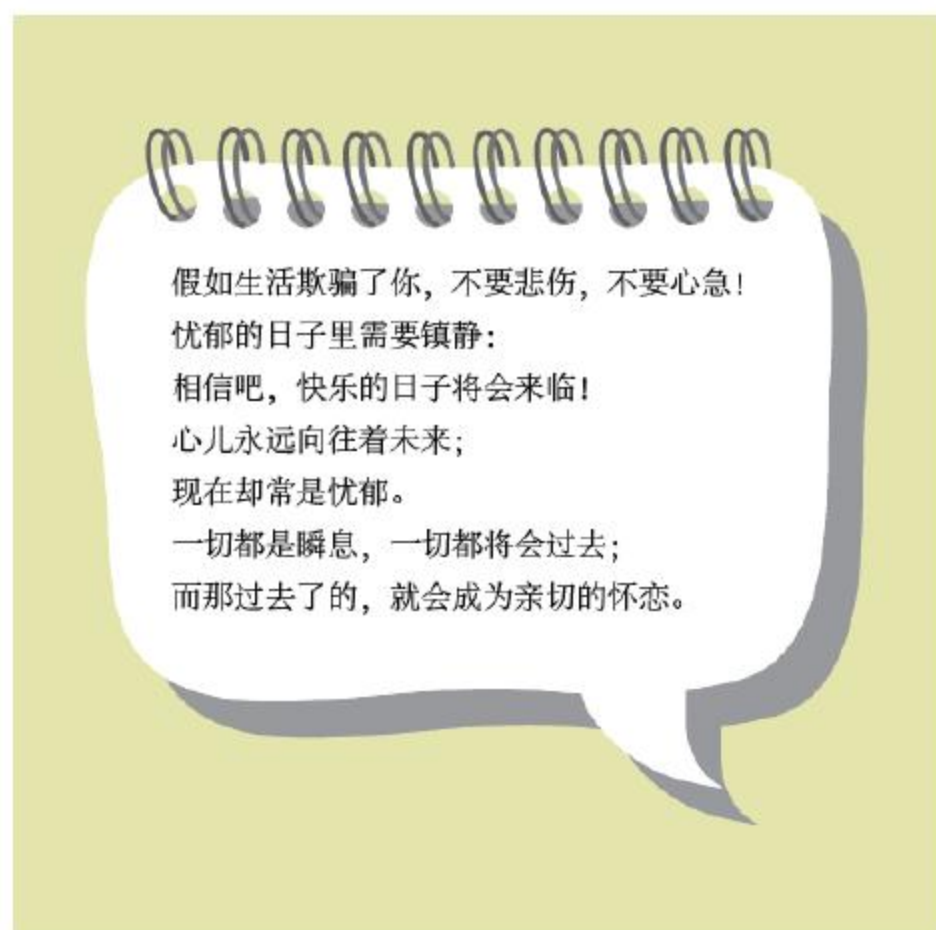 假如生活欺骗了你，不要悲伤，不要心急！
忧郁的日子里需要镇静：
相信吧，快乐的日子将会来临！
心儿永远向往着未来；
现在却常是忧郁。
一切都是瞬息，一切都将会过去；
而那过去了的，就会成为亲切的怀恋。